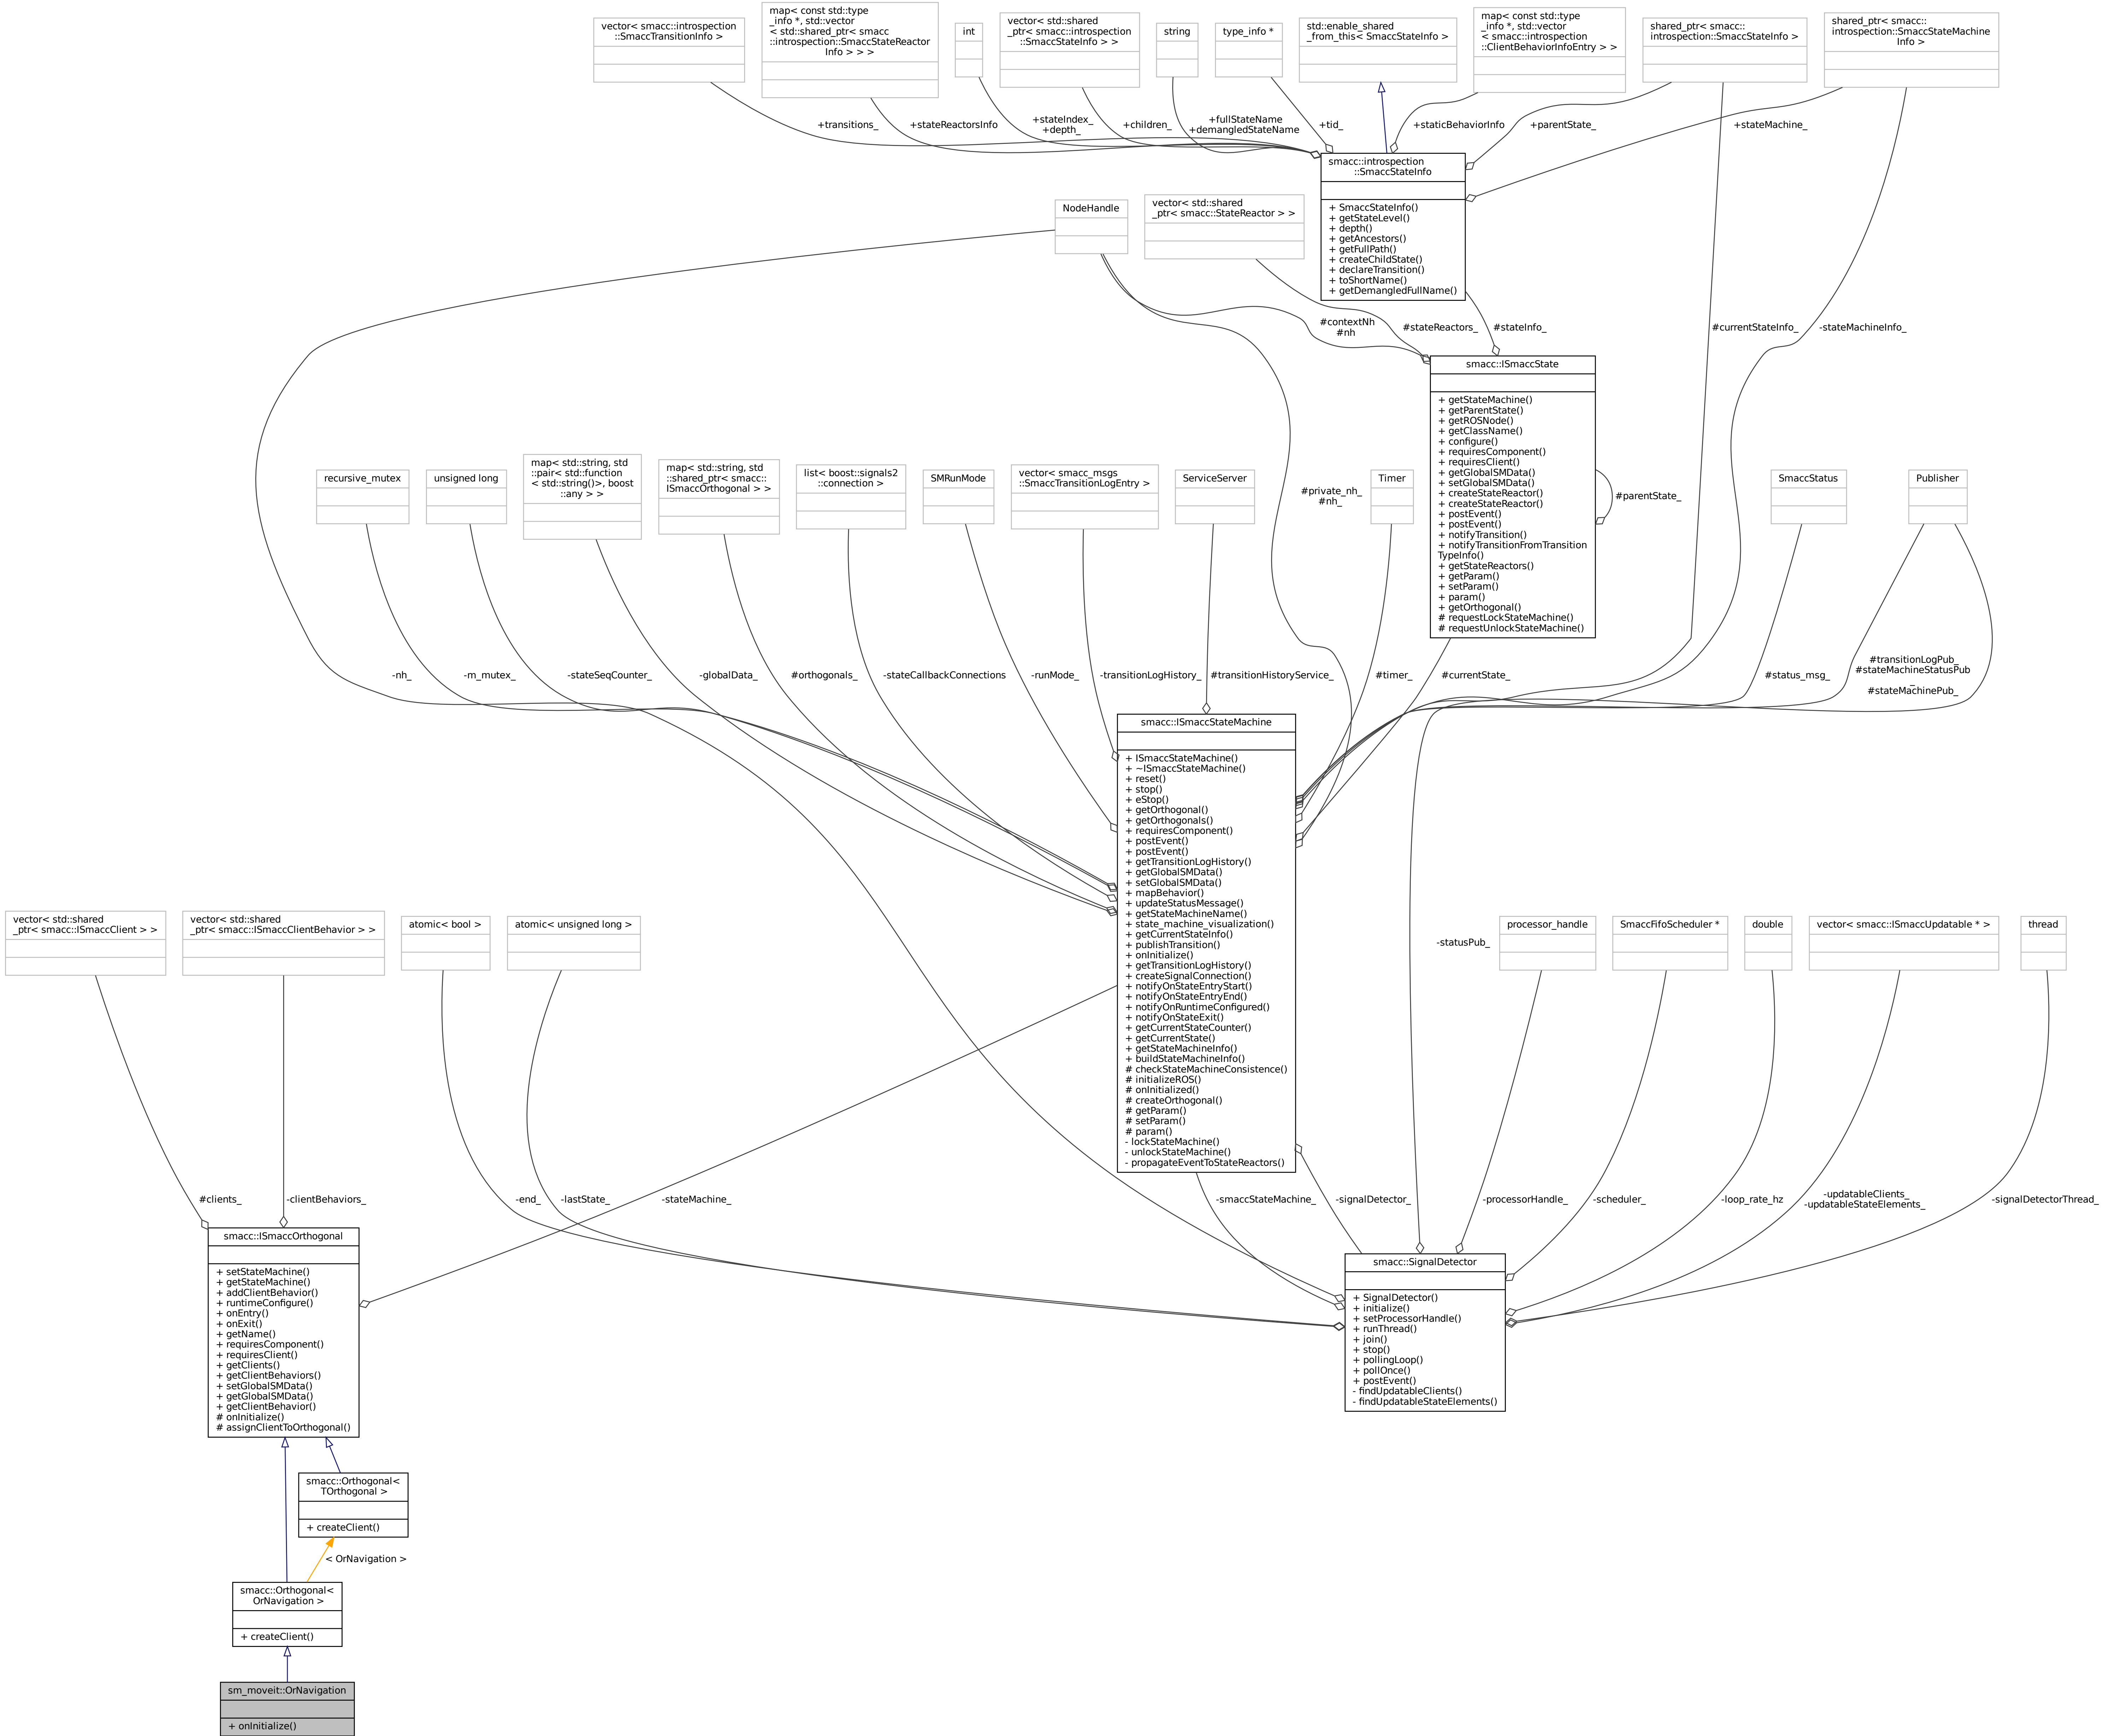 vector< smacc::introspection
::SmaccTransitionInfo >
map< const std::type
_info *, std::vector
< std::shared_ptr< smacc
::introspection::SmaccStateReactor
Info > > >
int
vector< std::shared
_ptr< smacc::introspection
::SmaccStateInfo > >
string
type_info *
std::enable_shared
_from_this< SmaccStateInfo >
map< const std::type
_info *, std::vector
< smacc::introspection
::ClientBehaviorInfoEntry > >
shared_ptr< smacc::
introspection::SmaccStateInfo >
shared_ptr< smacc::
introspection::SmaccStateMachine
Info >
+transitions_
+stateReactorsInfo
+stateIndex_
+depth_
+children_
+fullStateName
+demangledStateName
+tid_
+staticBehaviorInfo
+parentState_
+stateMachine_
smacc::introspection
::SmaccStateInfo
+ SmaccStateInfo()
+ getStateLevel()
+ depth()
+ getAncestors()
+ getFullPath()
+ createChildState()
+ declareTransition()
+ toShortName()
+ getDemangledFullName()
NodeHandle
vector< std::shared
_ptr< smacc::StateReactor > >
#contextNh
#nh
#stateReactors_
#stateInfo_
#currentStateInfo_
-stateMachineInfo_
smacc::ISmaccState
+ getStateMachine()
+ getParentState()
+ getROSNode()
+ getClassName()
+ configure()
+ requiresComponent()
+ requiresClient()
+ getGlobalSMData()
+ setGlobalSMData()
+ createStateReactor()
+ createStateReactor()
+ postEvent()
+ postEvent()
+ notifyTransition()
+ notifyTransitionFromTransition
TypeInfo()
+ getStateReactors()
+ getParam()
+ setParam()
+ param()
+ getOrthogonal()
# requestLockStateMachine()
# requestUnlockStateMachine()
#parentState_
recursive_mutex
unsigned long
map< std::string, std
::pair< std::function
< std::string()>, boost
::any > >
map< std::string, std
::shared_ptr< smacc::
ISmaccOrthogonal > >
list< boost::signals2
::connection >
SMRunMode
vector< smacc_msgs
::SmaccTransitionLogEntry >
ServiceServer
#private_nh_
#nh_
Timer
SmaccStatus
Publisher
-nh_
-m_mutex_
-stateSeqCounter_
-globalData_
#orthogonals_
-stateCallbackConnections
-runMode_
-transitionLogHistory_
#transitionHistoryService_
#timer_
#currentState_
#status_msg_
#transitionLogPub_
#stateMachineStatusPub
_
#stateMachinePub_
smacc::ISmaccStateMachine
+ ISmaccStateMachine()
+ ~ISmaccStateMachine()
+ reset()
+ stop()
+ eStop()
+ getOrthogonal()
+ getOrthogonals()
+ requiresComponent()
+ postEvent()
+ postEvent()
+ getTransitionLogHistory()
+ getGlobalSMData()
+ setGlobalSMData()
+ mapBehavior()
+ updateStatusMessage()
+ getStateMachineName()
+ state_machine_visualization()
+ getCurrentStateInfo()
+ publishTransition()
+ onInitialize()
+ getTransitionLogHistory()
+ createSignalConnection()
+ notifyOnStateEntryStart()
+ notifyOnStateEntryEnd()
+ notifyOnRuntimeConfigured()
+ notifyOnStateExit()
+ getCurrentStateCounter()
+ getCurrentState()
+ getStateMachineInfo()
+ buildStateMachineInfo()
# checkStateMachineConsistence()
# initializeROS()
# onInitialized()
# createOrthogonal()
# getParam()
# setParam()
# param()
- lockStateMachine()
- unlockStateMachine()
- propagateEventToStateReactors()
vector< std::shared
_ptr< smacc::ISmaccClient > >
vector< std::shared
_ptr< smacc::ISmaccClientBehavior > >
atomic< bool >
atomic< unsigned long >
-statusPub_
processor_handle
SmaccFifoScheduler *
double
vector< smacc::ISmaccUpdatable * >
thread
#clients_
-clientBehaviors_
-end_
-lastState_
-stateMachine_
-smaccStateMachine_
-signalDetector_
-processorHandle_
-scheduler_
-loop_rate_hz
-updatableClients_
-updatableStateElements_
-signalDetectorThread_
smacc::ISmaccOrthogonal
+ setStateMachine()
+ getStateMachine()
+ addClientBehavior()
+ runtimeConfigure()
+ onEntry()
+ onExit()
+ getName()
+ requiresComponent()
+ requiresClient()
+ getClients()
+ getClientBehaviors()
+ setGlobalSMData()
+ getGlobalSMData()
+ getClientBehavior()
# onInitialize()
# assignClientToOrthogonal()
smacc::SignalDetector
+ SignalDetector()
+ initialize()
+ setProcessorHandle()
+ runThread()
+ join()
+ stop()
+ pollingLoop()
+ pollOnce()
+ postEvent()
- findUpdatableClients()
- findUpdatableStateElements()
smacc::Orthogonal<
TOrthogonal >
+ createClient()
< OrNavigation >
smacc::Orthogonal<
OrNavigation >
+ createClient()
sm_moveit::OrNavigation
+ onInitialize()